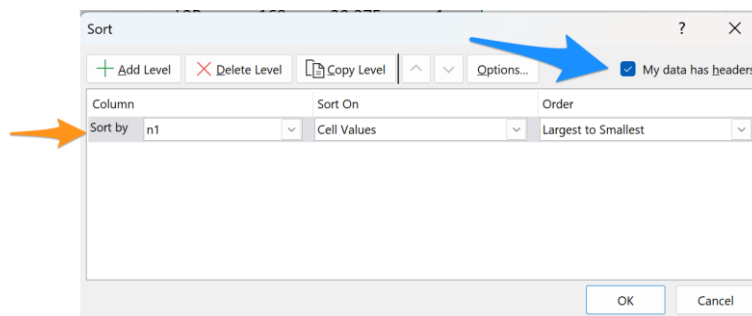 Sort ? X
Add Level Delete Level Copy Level Options... My data has headers
Column Sort On Order
Sort by n1 Cell Values Largest to Smallest
OK Cancel